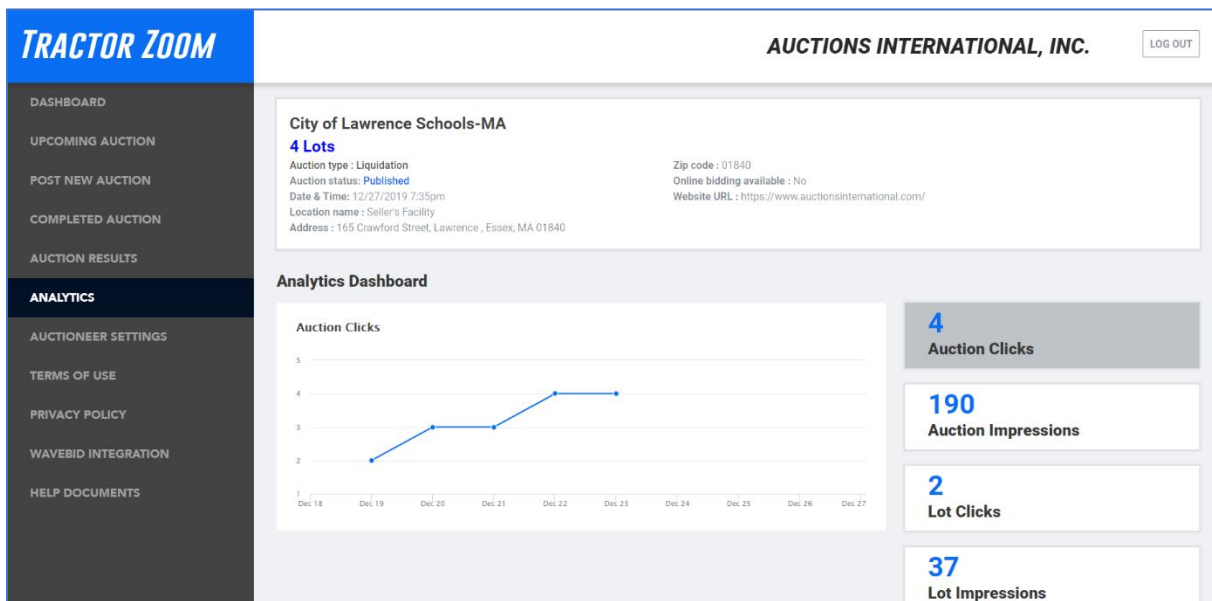 TRACTOR ZOOM
AUCTIONS INTERNATIONAL, INC.
LOG OUT
DASHBOARD
UPCOMING AUCTION
POST NEW AUCTION
COMPLETED AUCTION
AUCTION RESULTS
ANALYTICS
AUCTIONEER SETTINGS
TERMS OF USE
PRIVACY POLICY
WAVEBID INTEGRATION
HELP DOCUMENTS
City of Lawrence Schools-MA
4 Lots
Auction type : Liquidation
Auction status: Published
Date & Time: 12/27/2019 7:35pm
Location name : Seller's Facility
Address : 165 Crawford Street, Lawrence , Essex, MA 01840
Zip code : 01840
Online bidding available : No
Website URL : https://www.auctionsinternational.com/
Analytics Dashboard
Auction Clicks
5
4
3
2
1
Dec 18 Dec 19 Dec 20 Dec 21 Dec 22 Dec 23 Dec 24 Dec 25 Dec 26 Dec 27
4
Auction Clicks
190
Auction Impressions
2
Lot Clicks
37
Lot Impressions